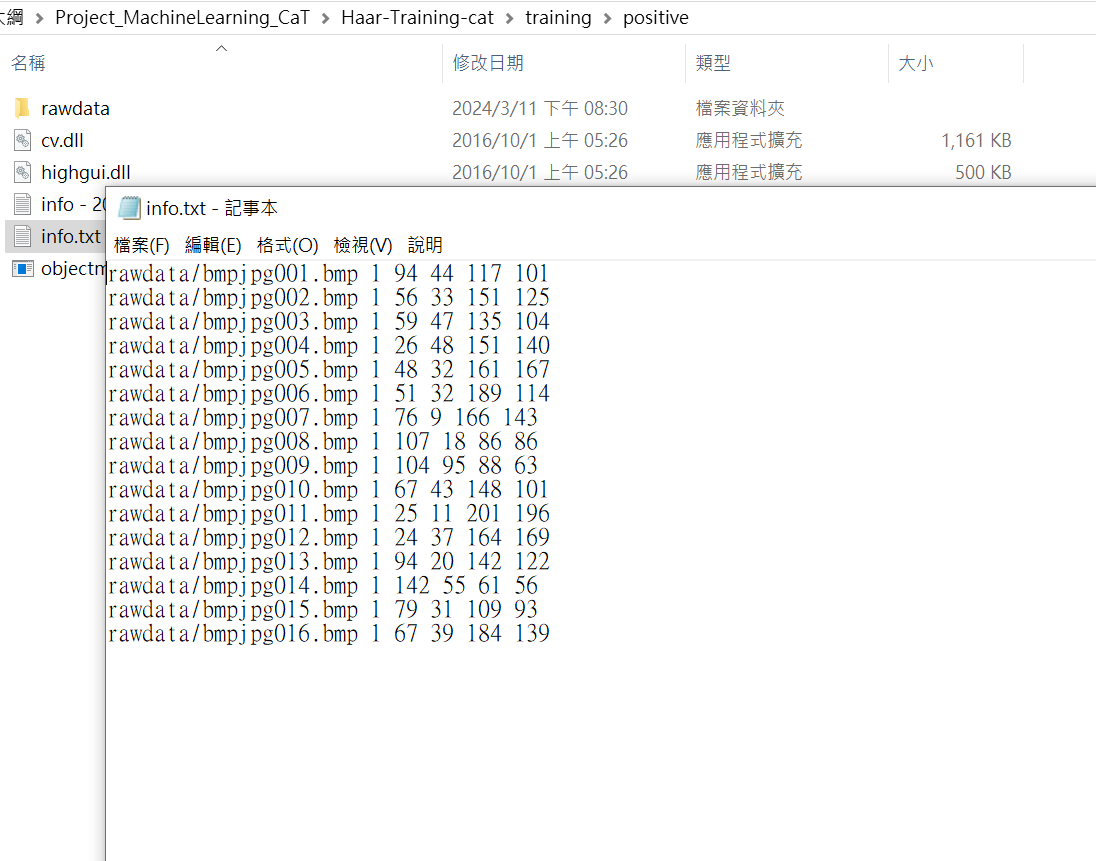 綱 > Project_MachineLearning_CaT > Haar-Training-cat > training > positive
名稱 修改日期 類型 大小
rawdata 2024/3/11 下午 08:30 檔案資料夾
cv.dll 2016/10/1 上午 05:26 應用程式擴充 1,161 KB
highgui.dll 2016/10/1 上午 05:26 應用程式擴充 500 KB
info - 20
info.txt
objectm
info.txt - 記事本
檔案(F) 編輯(E) 格式(O) 檢視(V) 說明
rawdata/bmpjpg001.bmp 1 94 44 117 101
rawdata/bmpjpg002.bmp 1 56 33 151 125
rawdata/bmpjpg003.bmp 1 59 47 135 104
rawdata/bmpjpg004.bmp 1 26 48 151 140
rawdata/bmpjpg005.bmp 1 48 32 161 167
rawdata/bmpjpg006.bmp 1 51 32 189 114
rawdata/bmpjpg007.bmp 1 76 9 166 143
rawdata/bmpjpg008.bmp 1 107 18 86 86
rawdata/bmpjpg009.bmp 1 104 95 88 63
rawdata/bmpjpg010.bmp 1 67 43 148 101
rawdata/bmpjpg011.bmp 1 25 11 201 196
rawdata/bmpjpg012.bmp 1 24 37 164 169
rawdata/bmpjpg013.bmp 1 94 20 142 122
rawdata/bmpjpg014.bmp 1 142 55 61 56
rawdata/bmpjpg015.bmp 1 79 31 109 93
rawdata/bmpjpg016.bmp 1 67 39 184 139